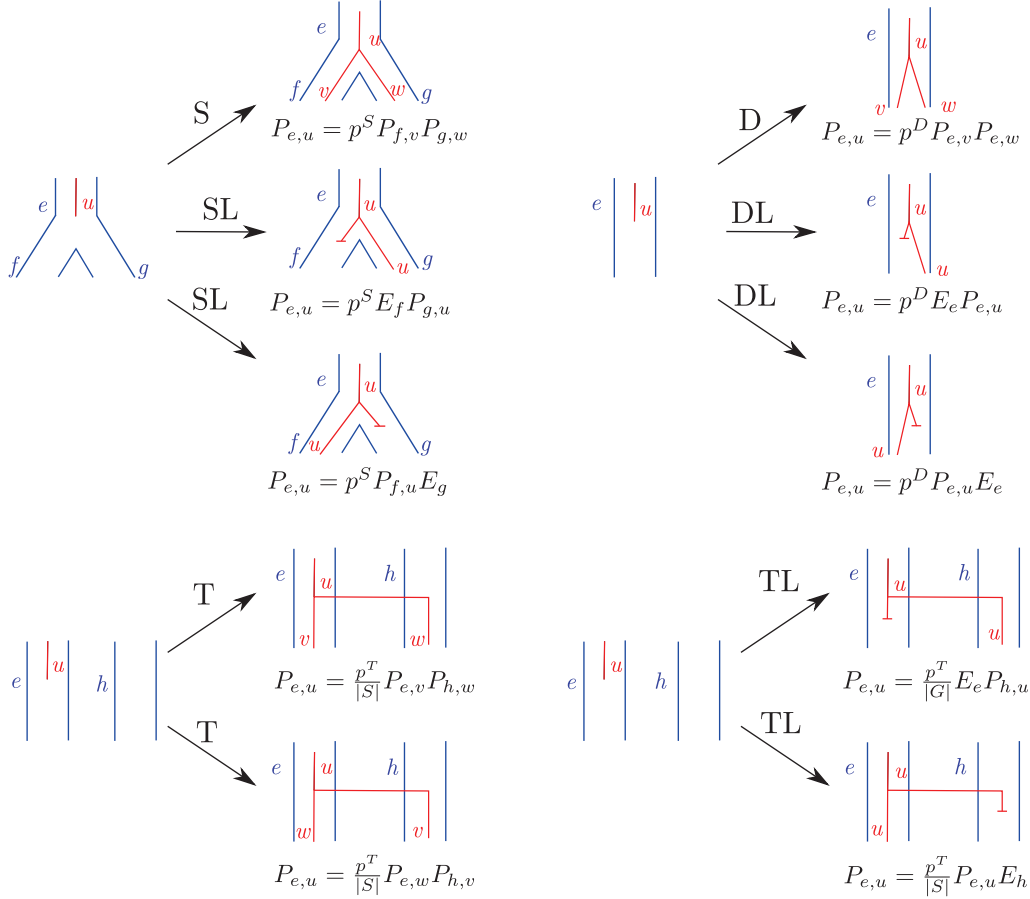 e u
f v w g
S
P_{e,u} = p^S P_{f,v} P_{g,w}
e u
f g
SL
e u
f u g
P_{e,u} = p^S E_f P_{g,u}
SL
e u
f u g
P_{e,u} = p^S P_{f,u} E_g
e u
v w
D
P_{e,u} = p^D P_{e,v} P_{e,w}
e u
DL
e u
u
P_{e,u} = p^D E_e P_{e,u}
DL
e u
u
P_{e,u} = p^D P_{e,u} E_e
e u h
T
e u h
v w
P_{e,u} = \frac{p^T}{|S|} P_{e,v} P_{h,w}
T
e u h
w v
P_{e,u} = \frac{p^T}{|S|} P_{e,w} P_{h,v}
e u h
TL
e u h
u
P_{e,u} = \frac{p^T}{|G|} E_e P_{h,u}
TL
e u h
u
P_{e,u} = \frac{p^T}{|S|} P_{e,u} E_h